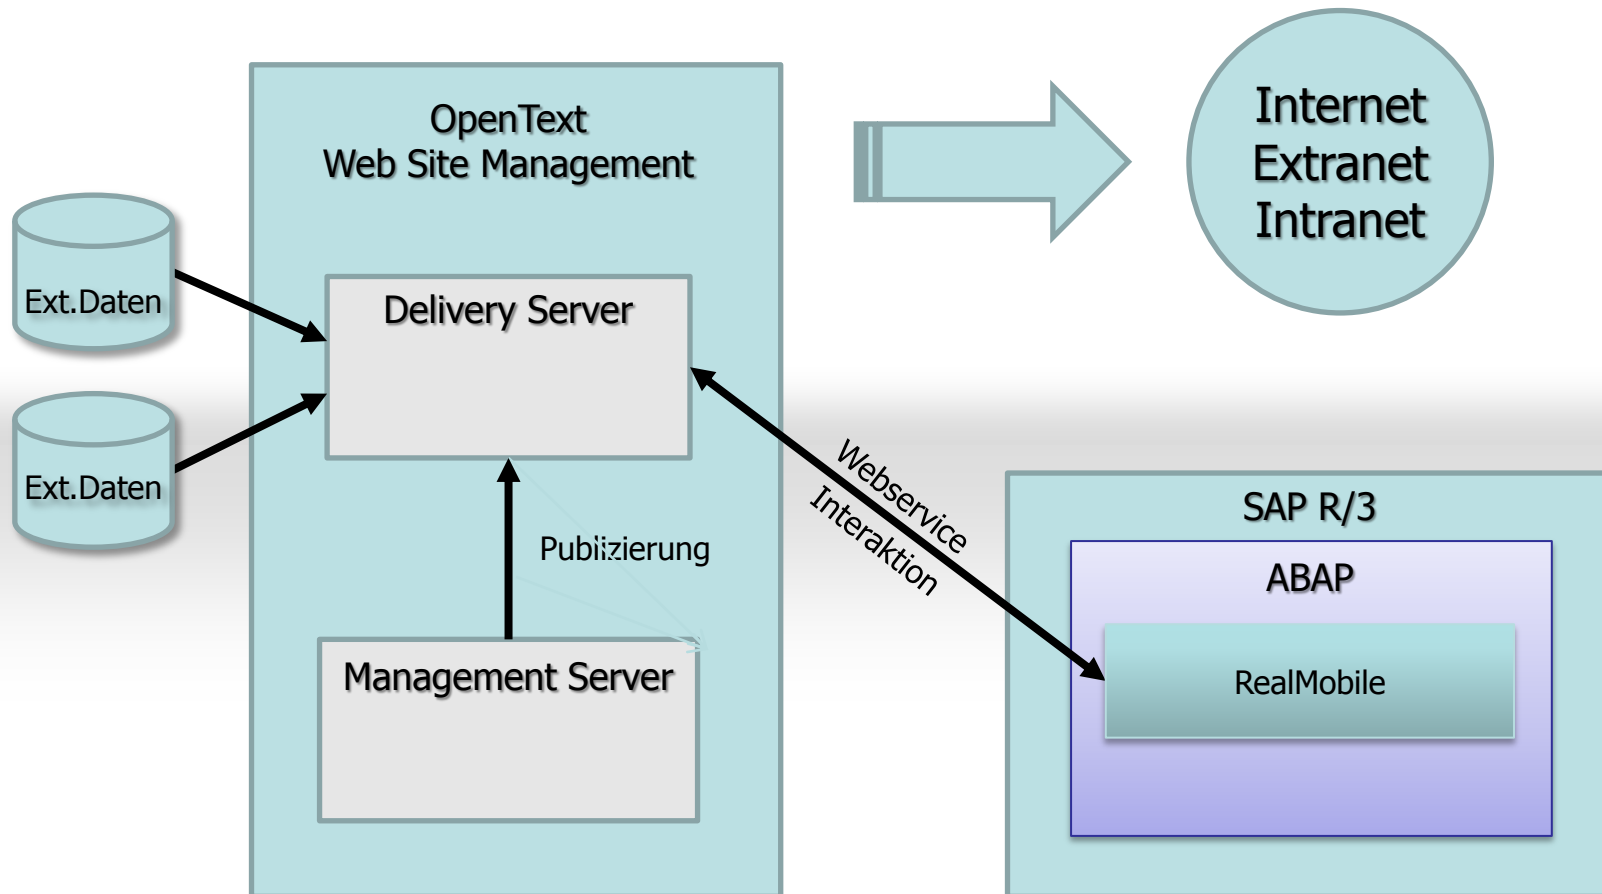 OpenText
Web Site Management
Internet
Extranet
Intranet
Ext.Daten
Delivery Server
Ext.Daten
Webservice
Interaktion
Publizierung
SAP R/3
ABAP
Management Server
RealMobile